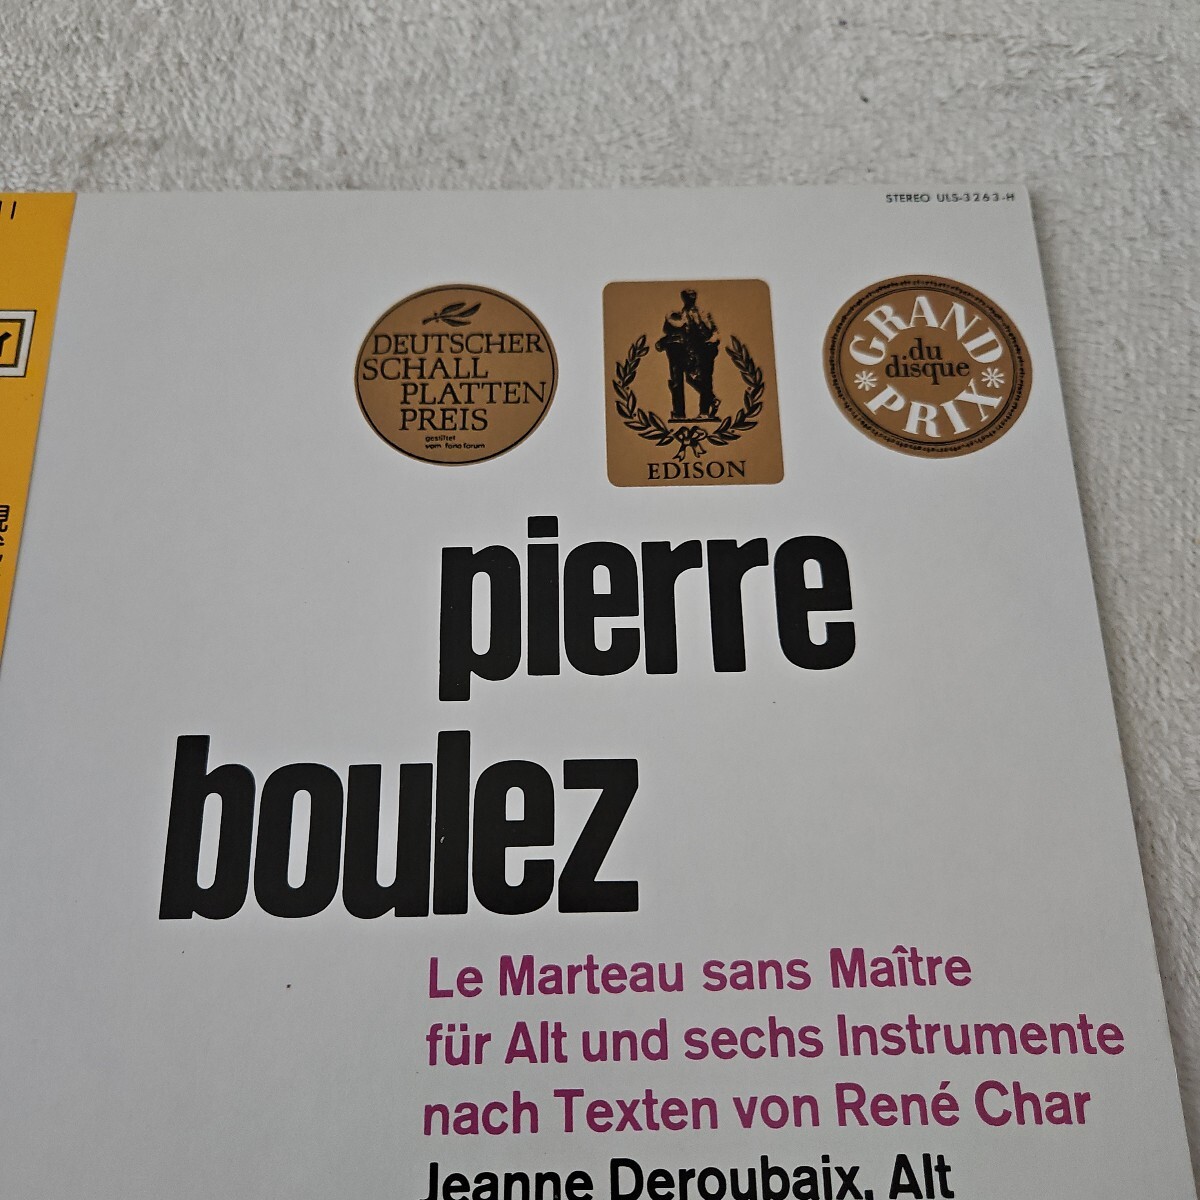 STEREO ULS-3263-H
DEUTSCHER
SCHALL
PLATTEN
PREIS
gestiftet
vom fono forum
EDISON
GRAND
du
disque
PRIX
pierre
boulez
Le Marteau sans Maître
für Alt und sechs Instrumente
nach Texten von René Char
Jeanne Deroubaix, Alt